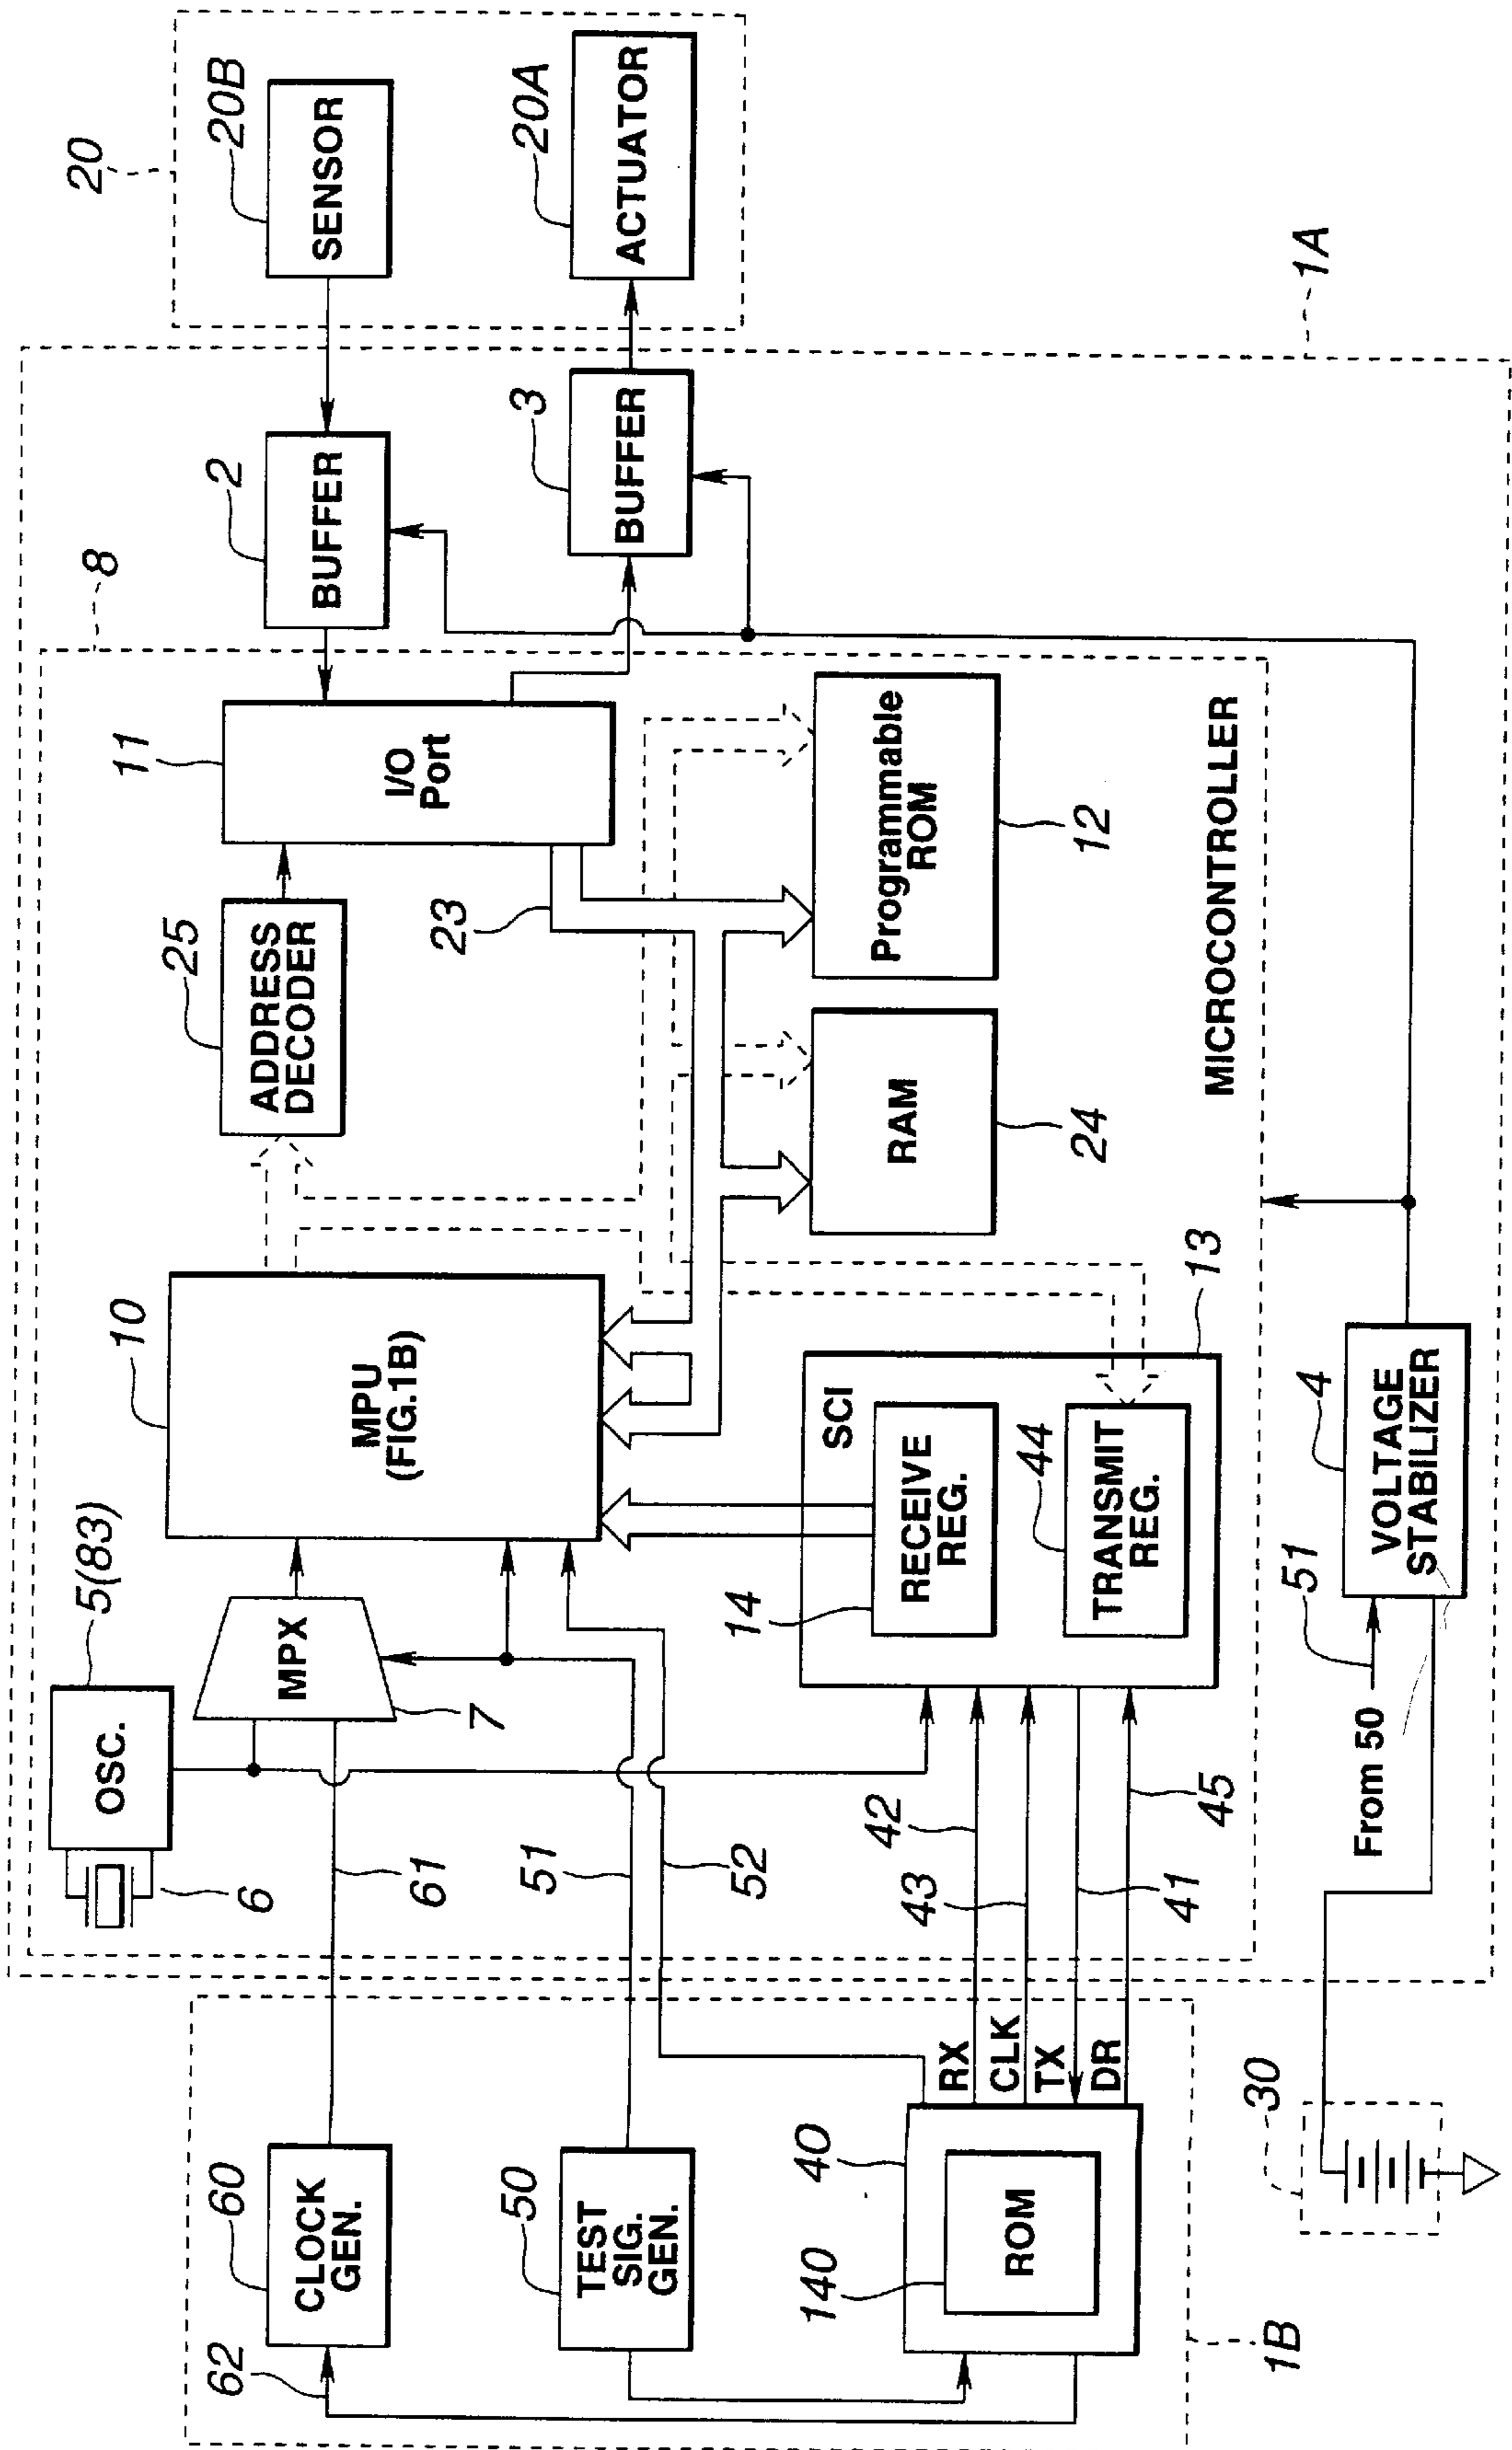 20
20B
SENSOR
20A
ACTUATOR
1A
8
2
BUFFER
3
BUFFER
11
I/O
Port
25
ADDRESS
DECODER
23
Programmable
ROM
12
RAM
24
MICROCONTROLLER
10
MPU
(FIG.1B)
5(83)
OSC.
6
MPX
7
61
51
52
13
SCI
14
RECEIVE
REG.
44
TRANSMIT
REG.
42
43
41
45
4
VOLTAGE
STABILIZER
51
From 50
60
CLOCK
GEN.
62
50
TEST
SIG.
GEN.
RX
CLK
TX
DR
40
140
ROM
1B
30